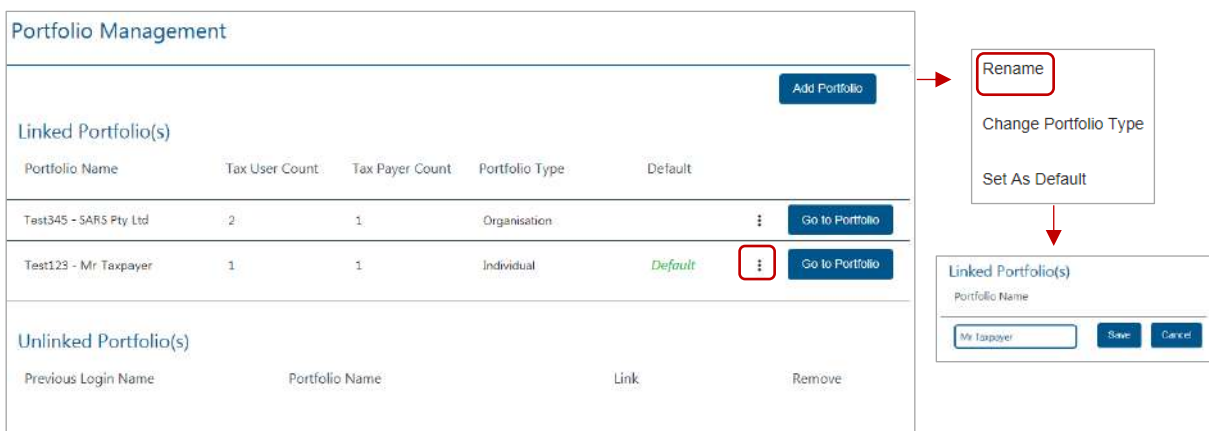 Portfolio Management
Add Portfolio
Linked Portfolio(s)
Portfolio Name Tax User Count Tax Payer Count Portfolio Type Default
Test345 - SARS Pty Ltd 2 1 Organisation Go to Portfolio
Test123 - Mr Taxpayer 1 1 Individual Default Go to Portfolio
Unlinked Portfolio(s)
Previous Login Name Portfolio Name Link Remove
Rename
Change Portfolio Type
Set As Default
Linked Portfolio(s)
Portfolio Name
Mr Taxpayer Save Cancel